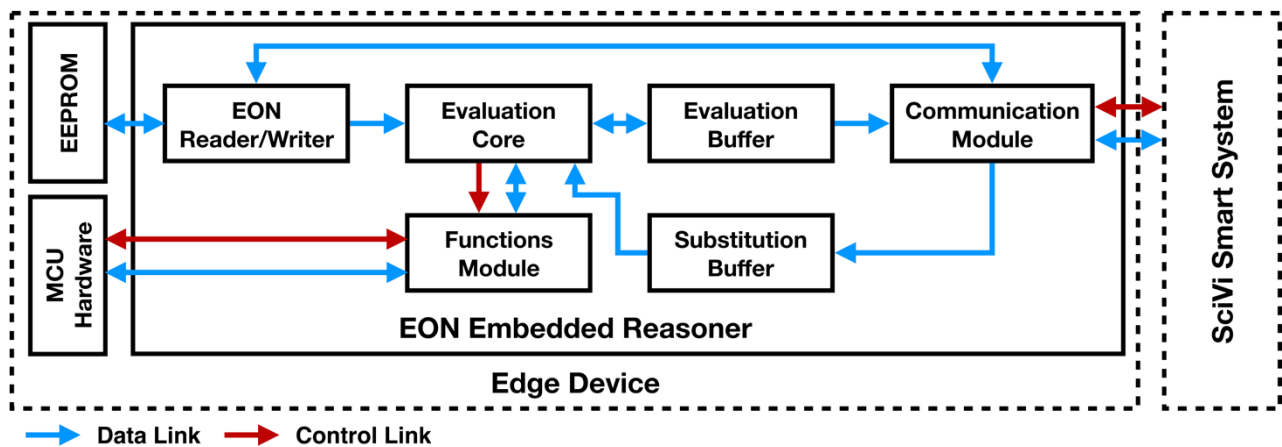 EEPROM
EON
Reader/Writer
Evaluation
Core
Evaluation
Buffer
Communication
Module
MCU
Hardware
Functions
Module
Substitution
Buffer
EON Embedded Reasoner
Edge Device
SciVi Smart System
Data Link
Control Link